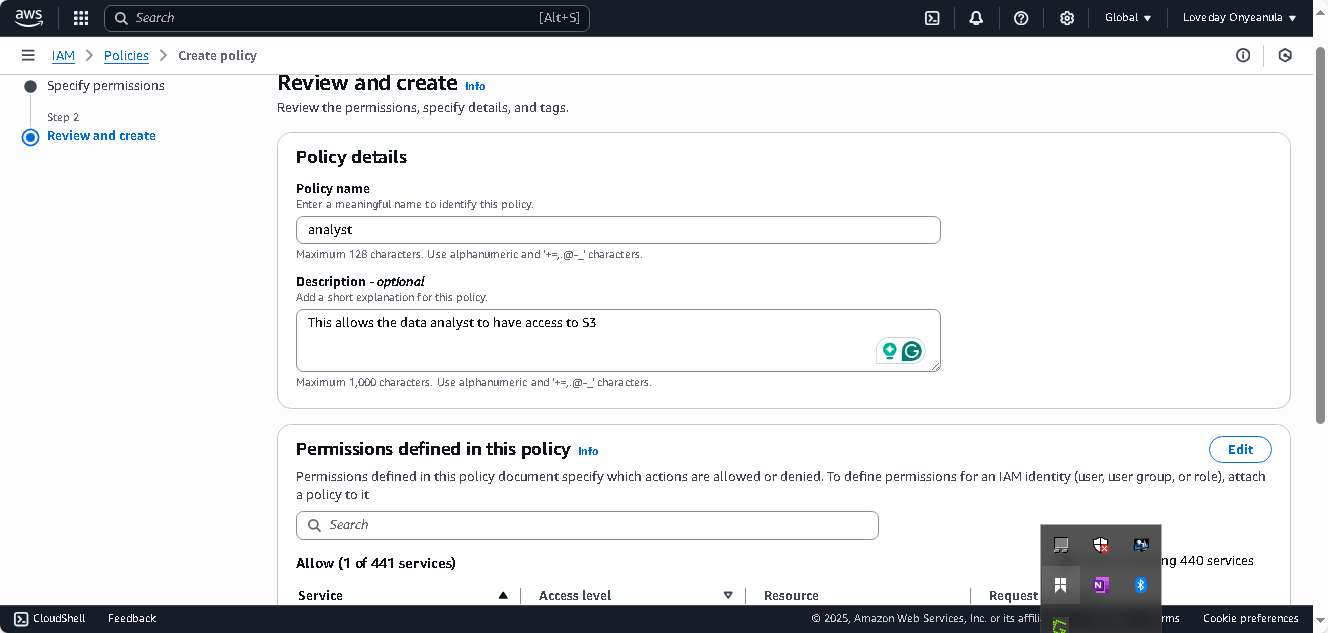 aws
Search
[Alt+S]
Global
Loveday Onyeanula
IAM
Policies
Create policy
Specify permissions
Step 2
Review and create
Review and create Info
Review the permissions, specify details, and tags.
Policy details
Policy name
Enter a meaningful name to identify this policy.
analyst
Maximum 128 characters. Use alphanumeric and '+=,.@-_' characters.
Description - optional
Add a short explanation for this policy.
This allows the data analyst to have access to S3
Maximum 1,000 characters. Use alphanumeric and '+=,.@-_' characters.
Permissions defined in this policy Info
Edit
Permissions defined in this policy document specify which actions are allowed or denied. To define permissions for an IAM identity (user, user group, or role), attach
a policy to it
Search
Allow (1 of 441 services)
ng 440 services
Service
Access level
Resource
Request
CloudShell
Feedback
© 2025, Amazon Web Services, Inc. or its affili
rms
Cookie preferences